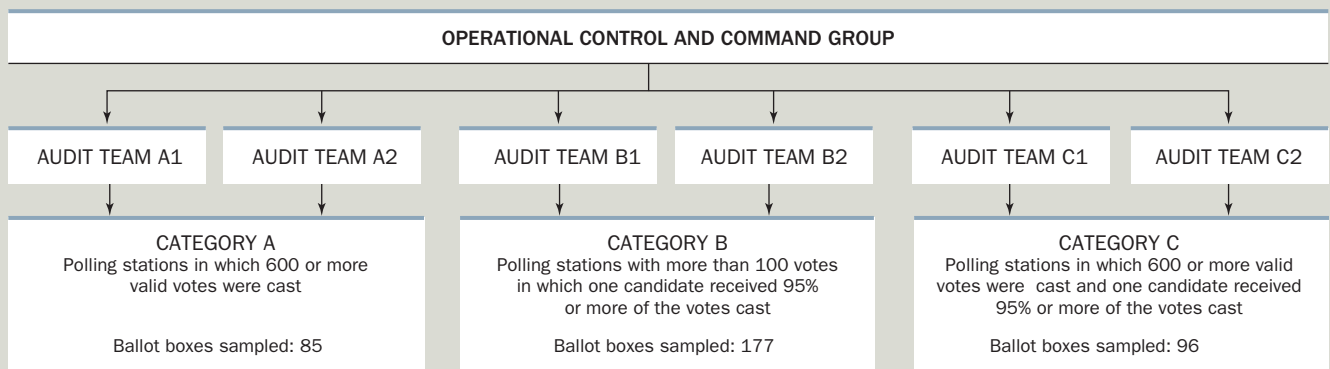 OPERATIONAL CONTROL AND COMMAND GROUP
AUDIT TEAM A1
AUDIT TEAM A2
AUDIT TEAM B1
AUDIT TEAM B2
AUDIT TEAM C1
AUDIT TEAM C2
CATEGORY A
Polling stations in which 600 or more
valid votes were cast
Ballot boxes sampled: 85
CATEGORY B
Polling stations with more than 100 votes
in which one candidate received 95%
or more of the votes cast
Ballot boxes sampled: 177
CATEGORY C
Polling stations in which 600 or more valid
votes were cast and one candidate received
95% or more of the votes cast
Ballot boxes sampled: 96